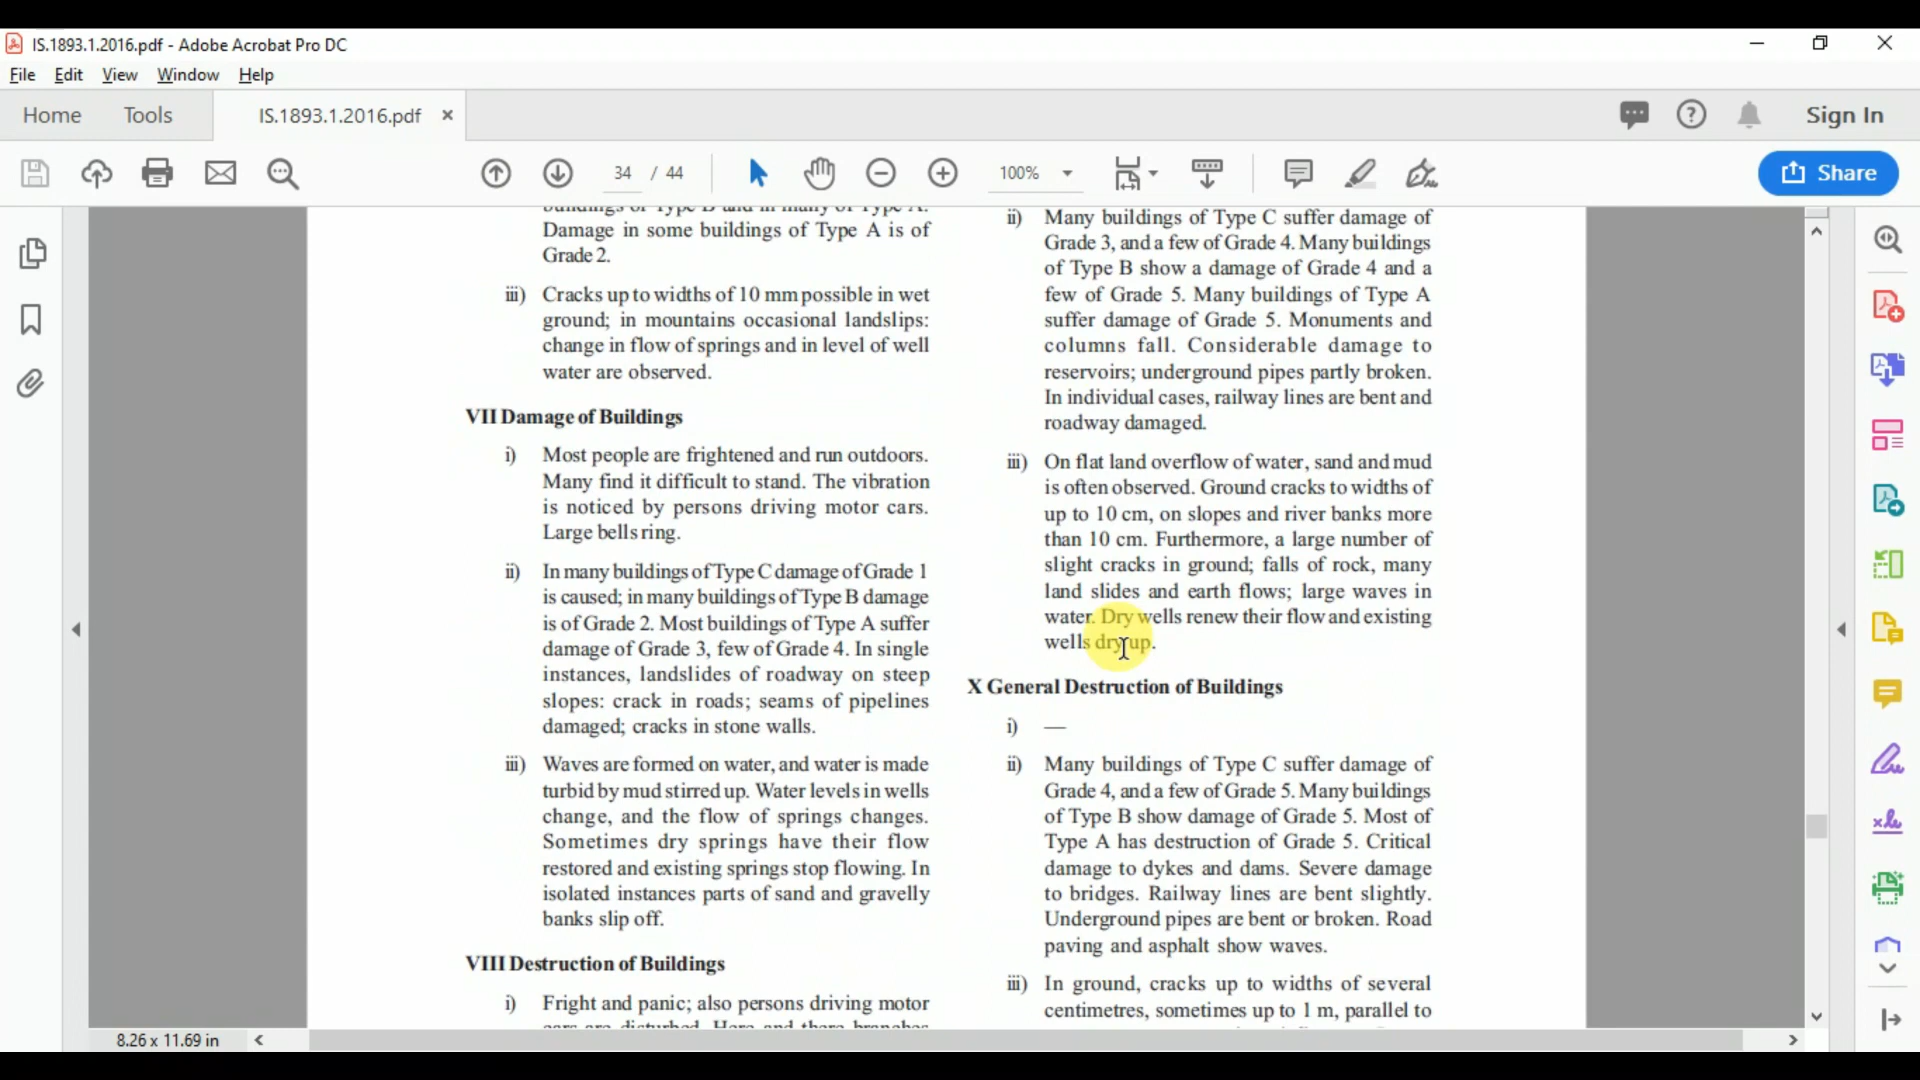 IS.1893.1.2016.pdf - Adobe Acrobat Pro DC
File Edit View Window Help
Home Tools IS.1893.1.2016.pdf × Sign In
34 / 44 100% Share
buildings of Type B and in many of Type A.
Damage in some buildings of Type A is of
Grade 2.
iii) Cracks up to widths of 10 mm possible in wet
ground; in mountains occasional landslips:
change in flow of springs and in level of well
water are observed.
VII Damage of Buildings
i) Most people are frightened and run outdoors.
Many find it difficult to stand. The vibration
is noticed by persons driving motor cars.
Large bells ring.
ii) In many buildings of Type C damage of Grade 1
is caused; in many buildings of Type B damage
is of Grade 2. Most buildings of Type A suffer
damage of Grade 3, few of Grade 4. In single
instances, landslides of roadway on steep
slopes: crack in roads; seams of pipelines
damaged; cracks in stone walls.
iii) Waves are formed on water, and water is made
turbid by mud stirred up. Water levels in wells
change, and the flow of springs changes.
Sometimes dry springs have their flow
restored and existing springs stop flowing. In
isolated instances parts of sand and gravelly
banks slip off.
VIII Destruction of Buildings
i) Fright and panic; also persons driving motor
cars are disturbed. Here and there branches
ii) Many buildings of Type C suffer damage of
Grade 3, and a few of Grade 4. Many buildings
of Type B show a damage of Grade 4 and a
few of Grade 5. Many buildings of Type A
suffer damage of Grade 5. Monuments and
columns fall. Considerable damage to
reservoirs; underground pipes partly broken.
In individual cases, railway lines are bent and
roadway damaged.
iii) On flat land overflow of water, sand and mud
is often observed. Ground cracks to widths of
up to 10 cm, on slopes and river banks more
than 10 cm. Furthermore, a large number of
slight cracks in ground; falls of rock, many
land slides and earth flows; large waves in
water. Dry wells renew their flow and existing
wells dry up.
X General Destruction of Buildings
i) —
ii) Many buildings of Type C suffer damage of
Grade 4, and a few of Grade 5. Many buildings
of Type B show damage of Grade 5. Most of
Type A has destruction of Grade 5. Critical
damage to dykes and dams. Severe damage
to bridges. Railway lines are bent slightly.
Underground pipes are bent or broken. Road
paving and asphalt show waves.
iii) In ground, cracks up to widths of several
centimetres, sometimes up to 1 m, parallel to
8.26 x 11.69 in